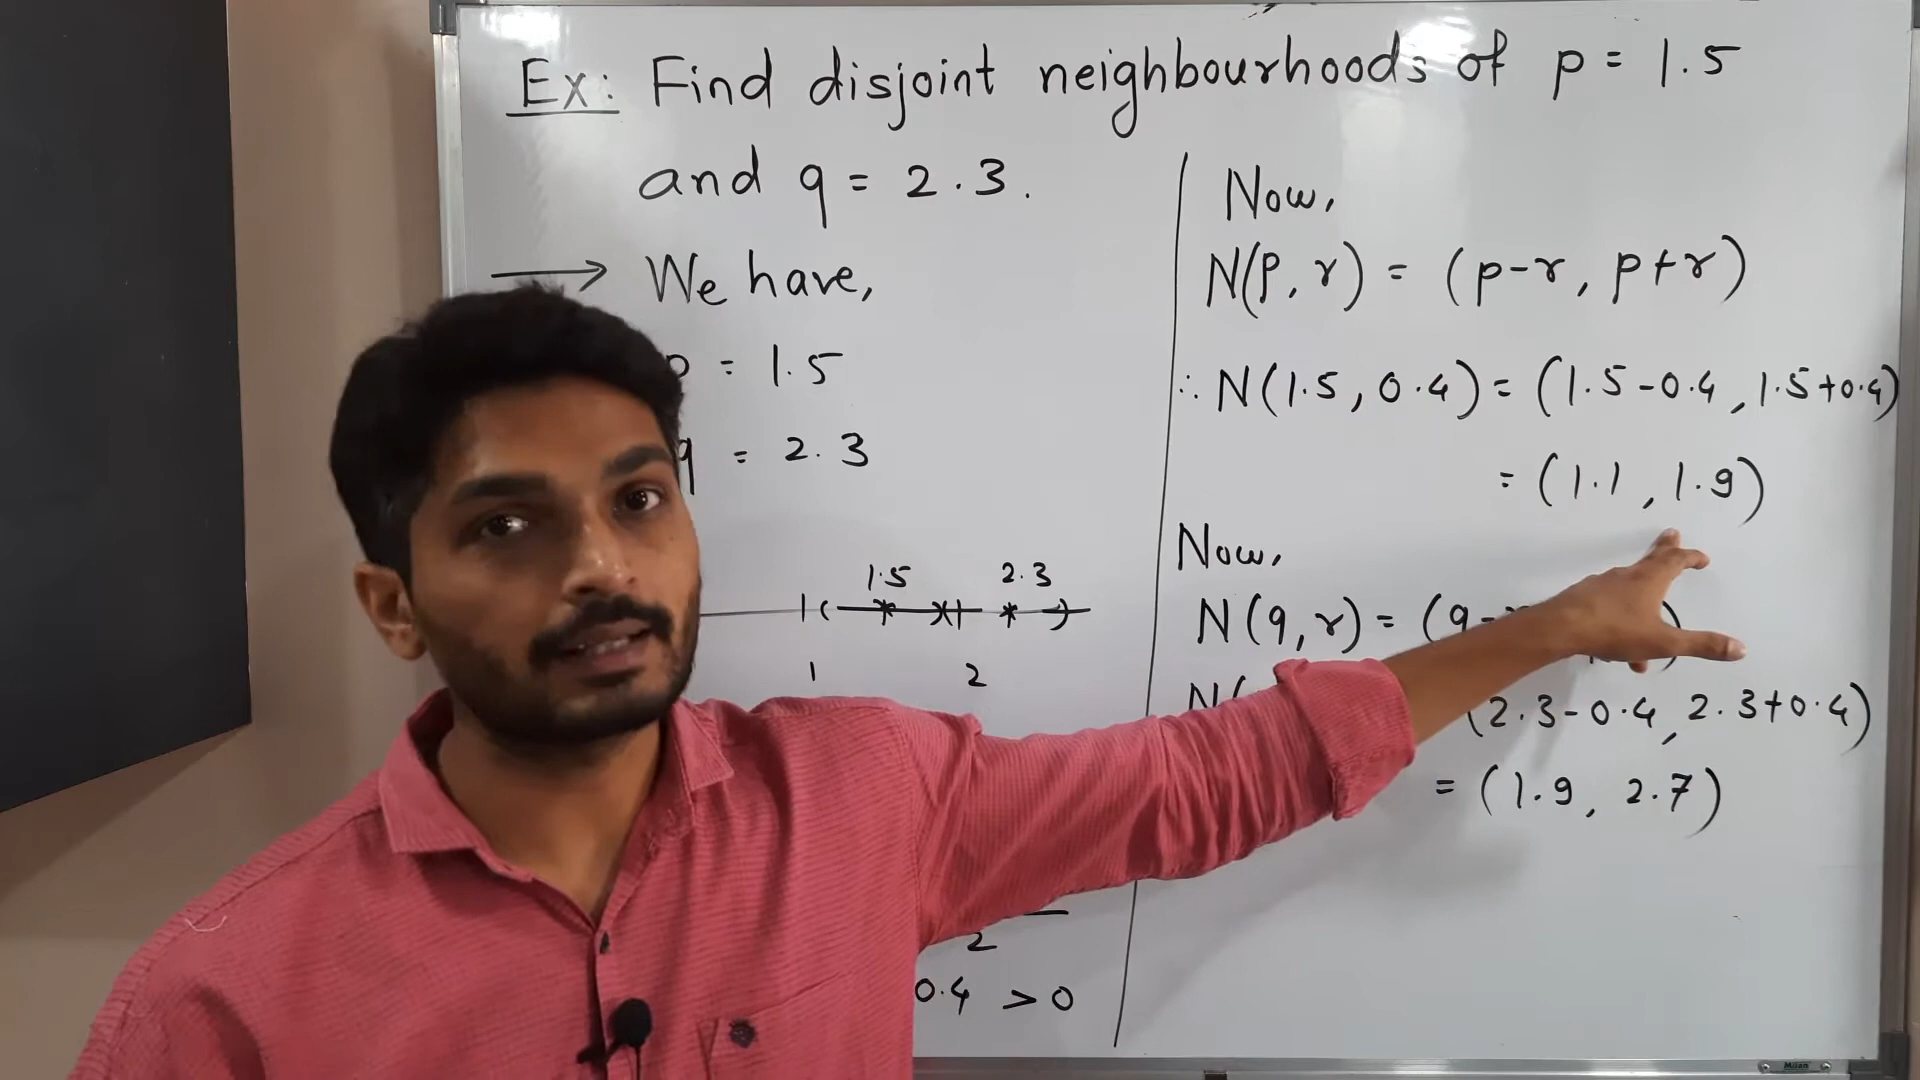 Ex: Find disjoint neighbourhoods of p = 1.5
and q = 2.3.
→ We have,
p = 1.5
q = 2.3
1.5 2.3
1 2
2
0.4 > 0
Now,
N(p, r) = (p-r, p+r)
∴ N(1.5, 0.4) = (1.5-0.4, 1.5+0.4)
= (1.1, 1.9)
Now,
N(q, r) = (q-
N( (2.3-0.4, 2.3+0.4)
= (1.9, 2.7)
Milan